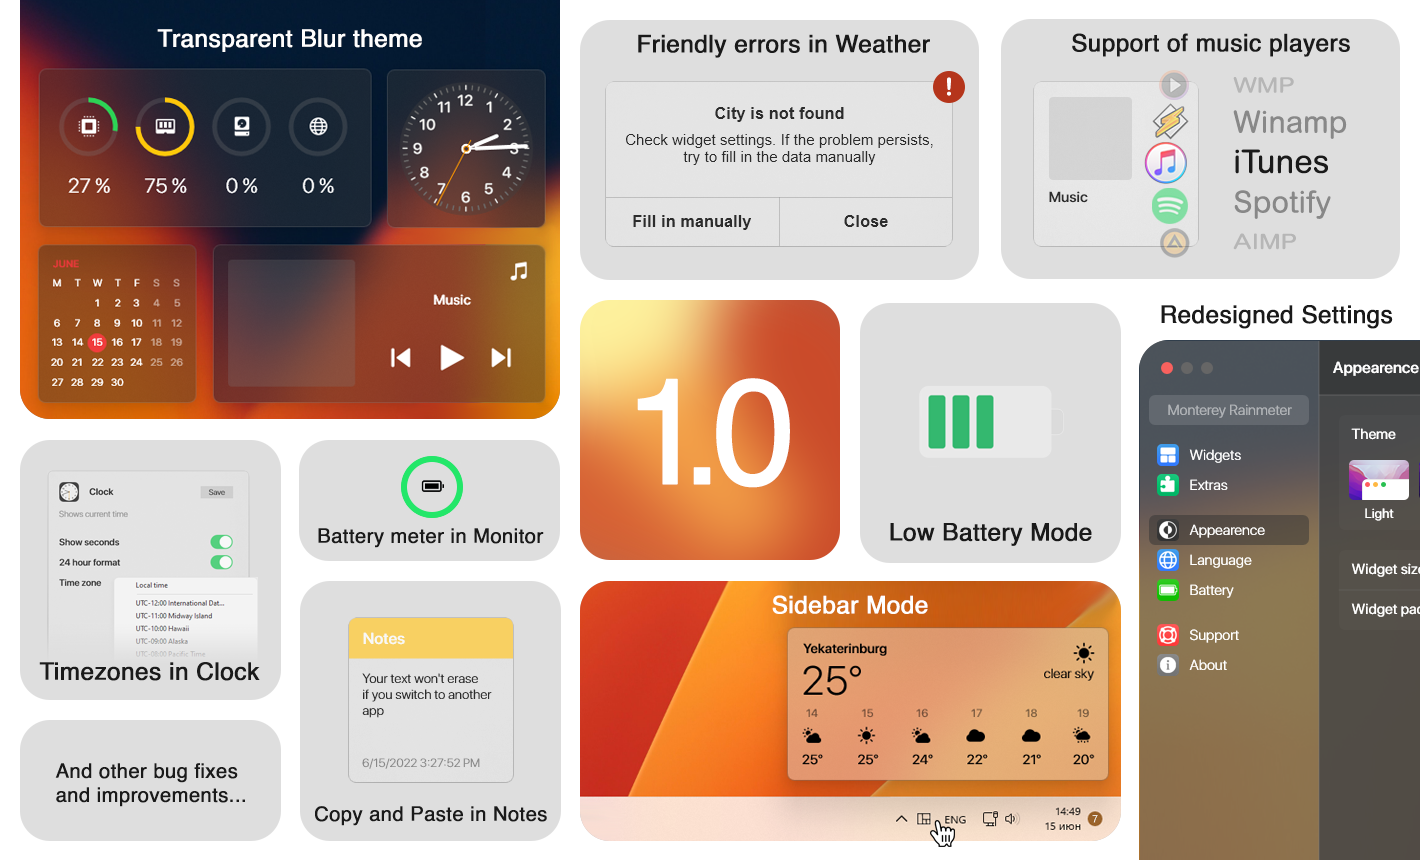 Transparent Blur theme
27 %
75 %
0 %
0 %
12
1
2
3
4
5
6
7
8
9
10
11
JUNE
M T W T F S S
1 2 3 4 5
6 7 8 9 10 11 12
13 14 15 16 17 18 19
20 21 22 23 24 25 26
27 28 29 30
Music
Friendly errors in Weather
!
City is not found
Check widget settings. If the problem persists,
try to fill in the data manually
Fill in manually
Close
Support of music players
Music
WMP
Winamp
iTunes
Spotify
AIMP
1.0
Low Battery Mode
Redesigned Settings
Monterey Rainmeter
Widgets
Extras
Appearence
Language
Battery
Support
About
Appearence
Theme
Light
Widget size
Widget pac
Clock
Save
Shows current time
Show seconds
24 hour format
Time zone
Local time
UTC-12:00 International Dat...
UTC-11:00 Midway Island
UTC-10:00 Hawaii
UTC-09:00 Alaska
UTC-08:00 Pacific Time
Timezones in Clock
Battery meter in Monitor
Notes
Your text won't erase
if you switch to another
app
6/15/2022 3:27:52 PM
Copy and Paste in Notes
And other bug fixes
and improvements...
Sidebar Mode
Yekaterinburg
25°
clear sky
14 15 16 17 18 19
25° 25° 24° 22° 21° 20°
ENG
14:49
15 июн
7